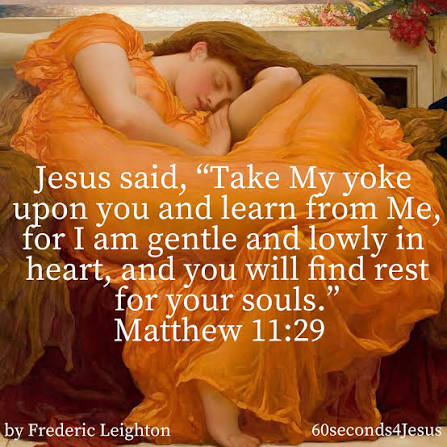 Jesus said, “Take My yoke
upon you and learn from Me,
for I am gentle and lowly in
heart, and you will find rest
for your souls.”
Matthew 11:29
by Frederic Leighton
60seconds4Jesus